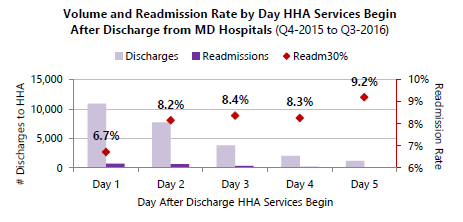 Volume and Readmission Rate by Day HHA Services Begin
After Discharge from MD Hospitals (Q4-2015 to Q3-2016)
Discharges Readmissions Readm30%
15,000
10,000
5,000
0
# Discharges to HHA
6.7%
8.2%
8.4%
8.3%
9.2%
10%
9%
8%
7%
6%
Readmission Rate
Day 1 Day 2 Day 3 Day 4 Day 5
Day After Discharge HHA Services Begin